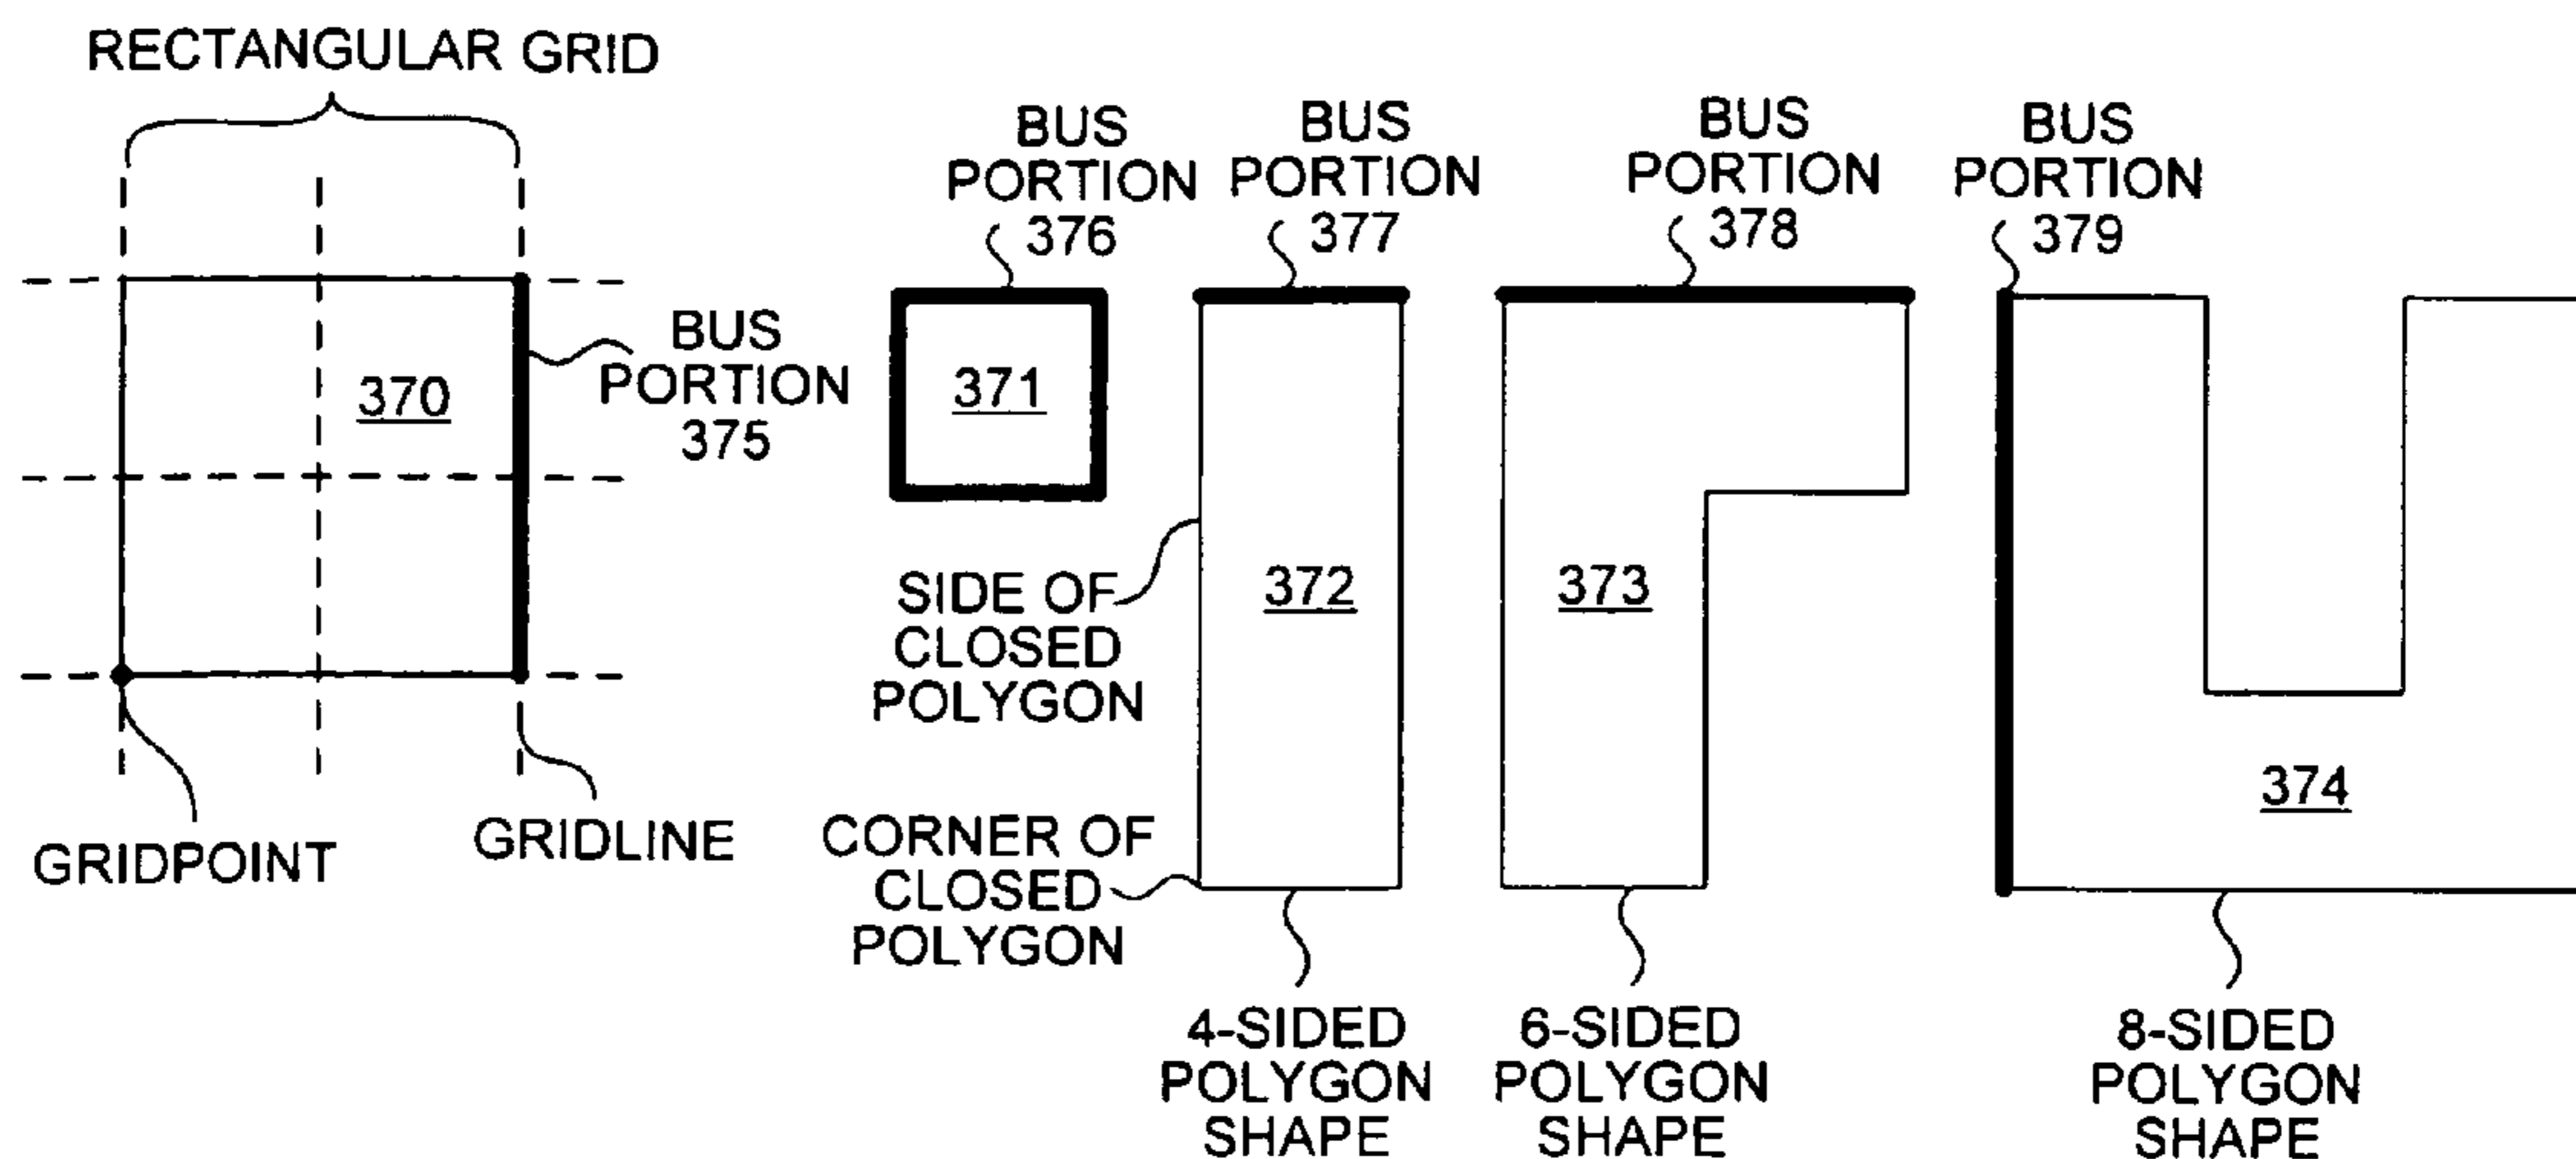 RECTANGULAR GRID
370
BUS
PORTION
375
GRIDPOINT
GRIDLINE
BUS
PORTION
376
371
BUS
PORTION
377
SIDE OF
CLOSED
POLYGON
372
CORNER OF
CLOSED
POLYGON
4-SIDED
POLYGON
SHAPE
BUS
PORTION
378
373
6-SIDED
POLYGON
SHAPE
BUS
PORTION
379
374
8-SIDED
POLYGON
SHAPE